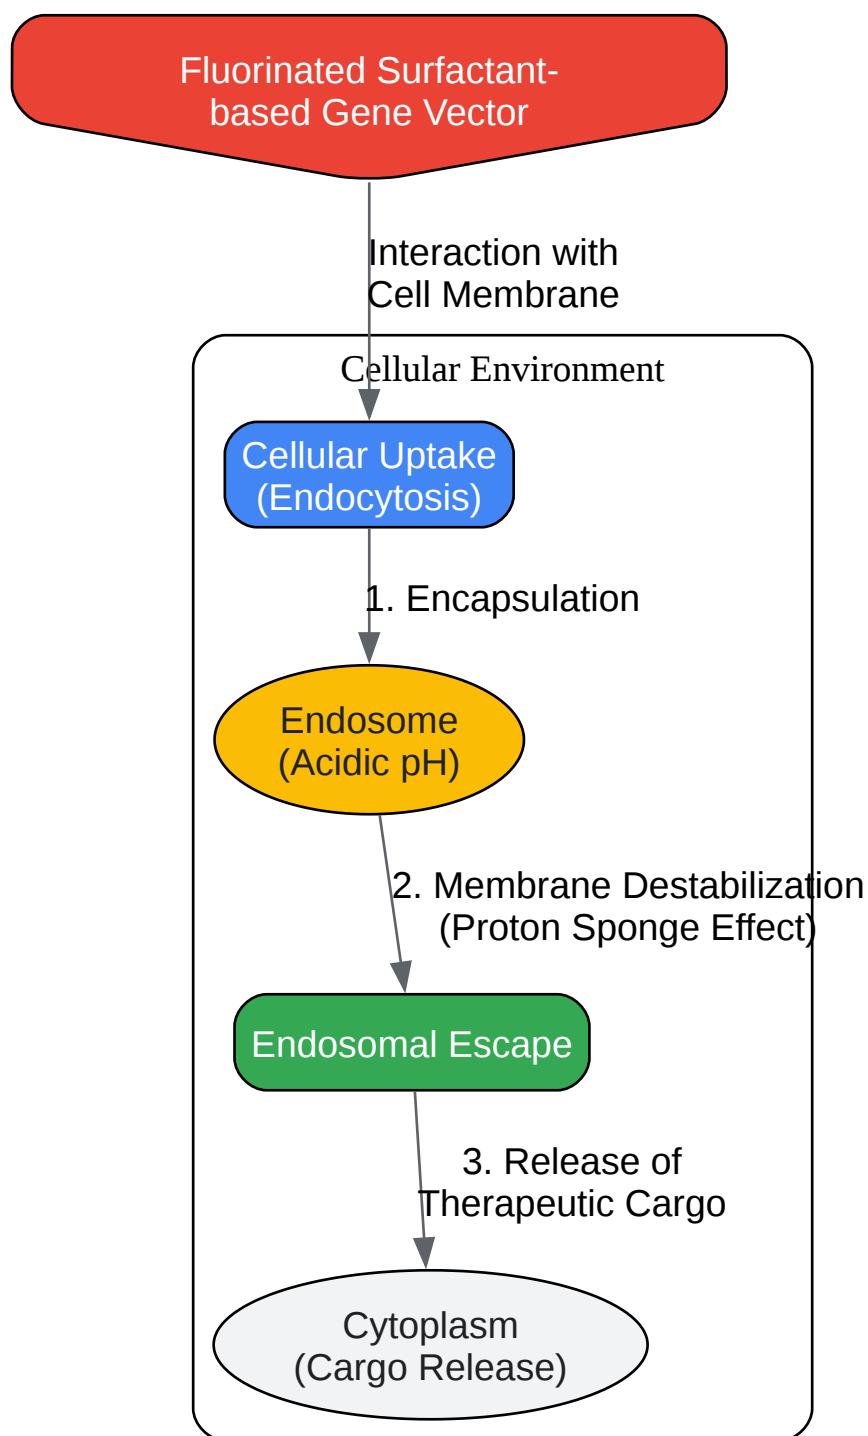 Fluorinated Surfactant-
based Gene Vector
Interaction with
Cell Membrane
Cellular Environment
Cellular Uptake
(Endocytosis)
1. Encapsulation
Endosome
(Acidic pH)
2. Membrane Destabilization
(Proton Sponge Effect)
Endosomal Escape
3. Release of
Therapeutic Cargo
Cytoplasm
(Cargo Release)